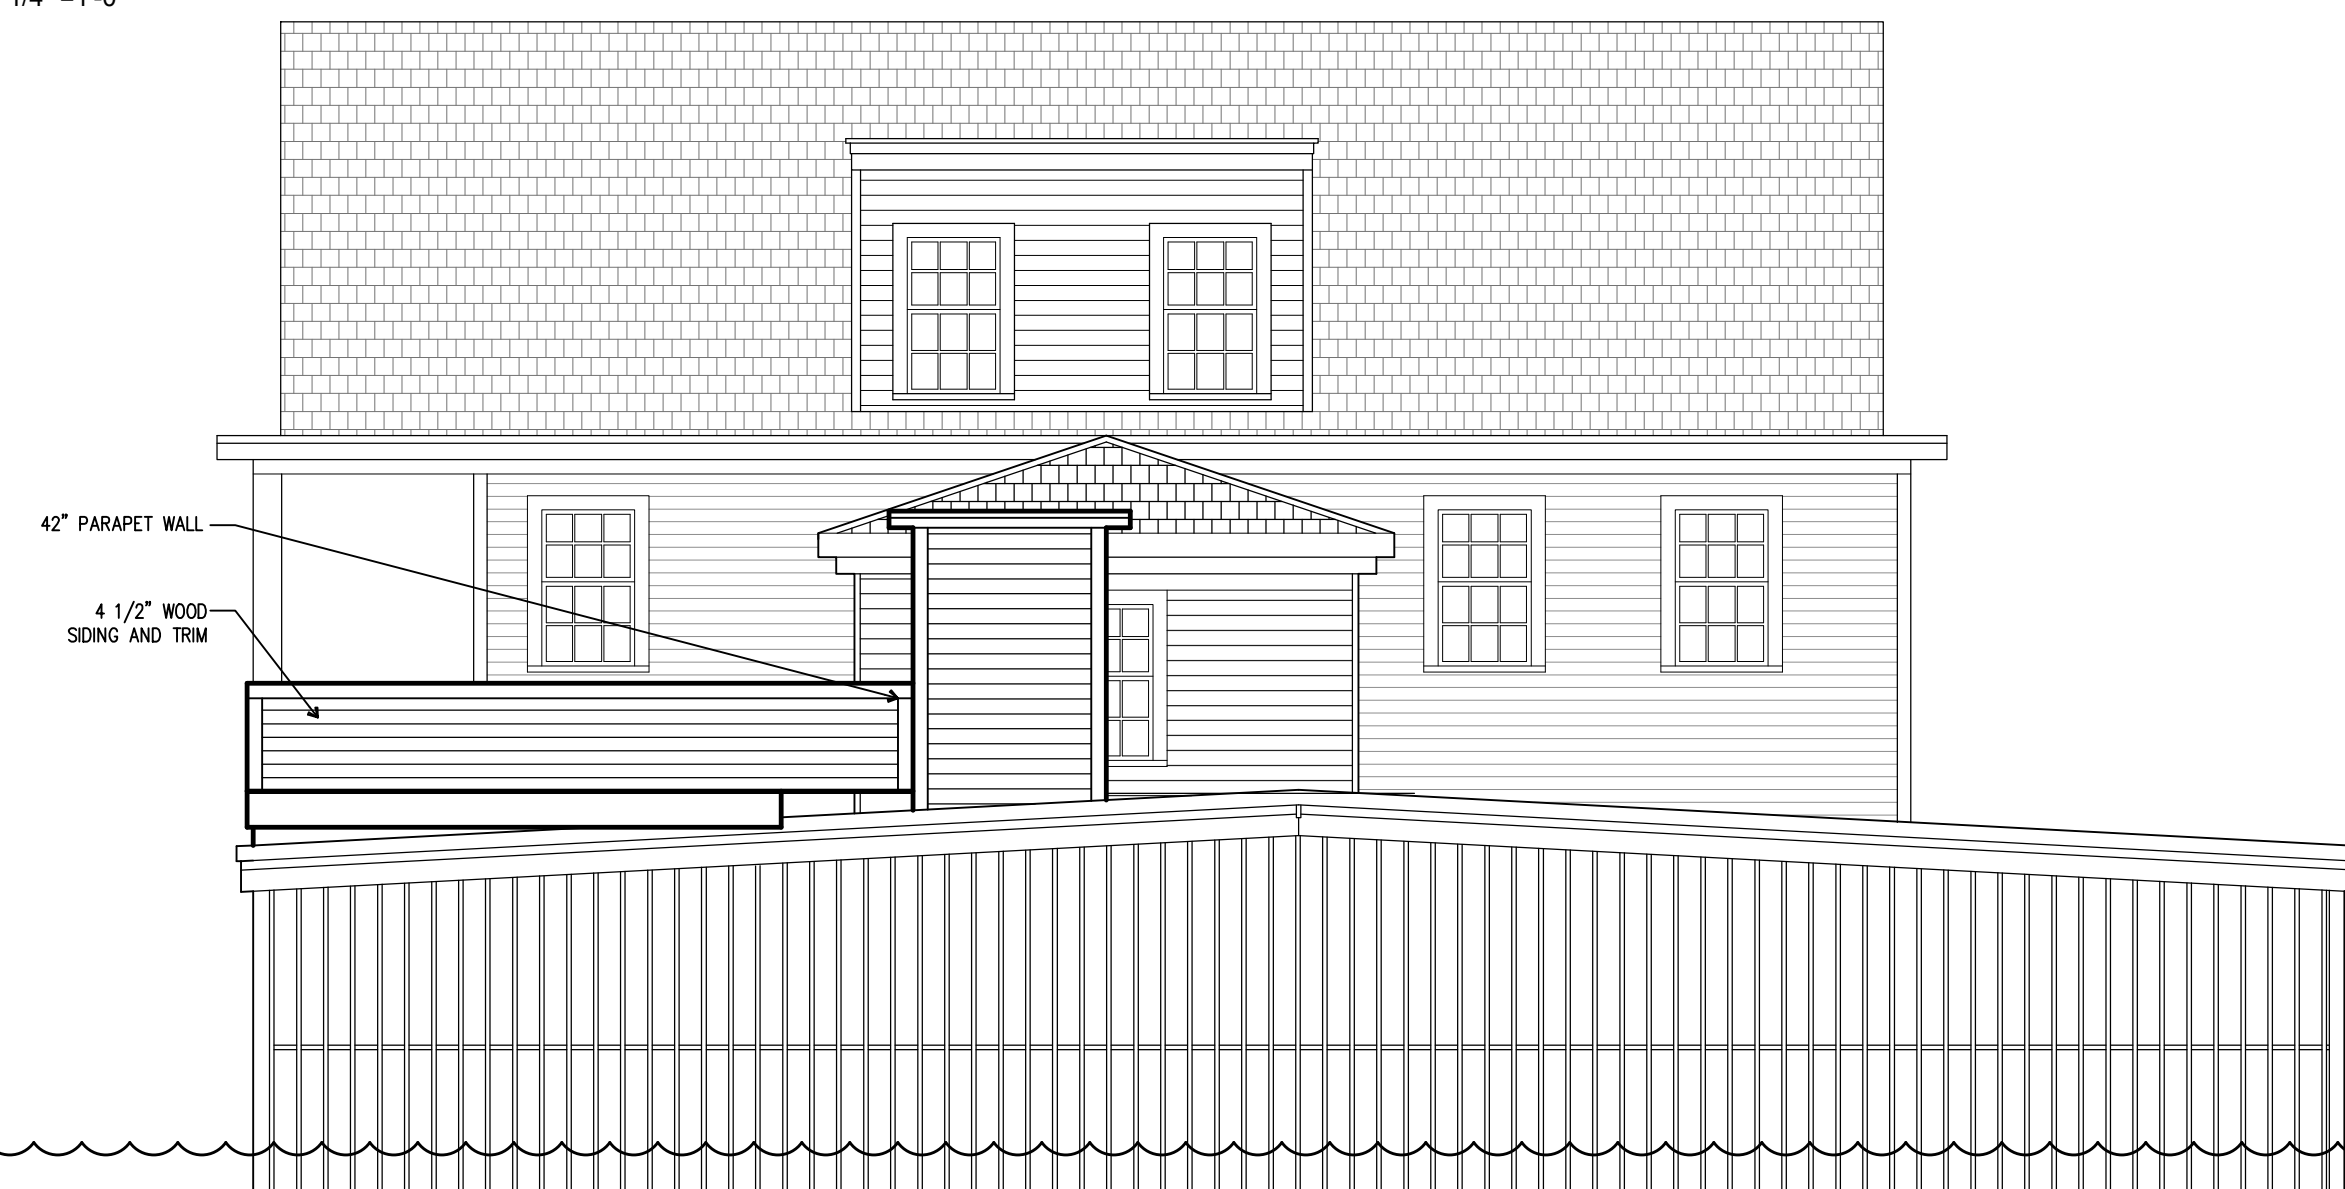 42" PARAPET WALL
4 1/2" WOOD
SIDING AND TRIM